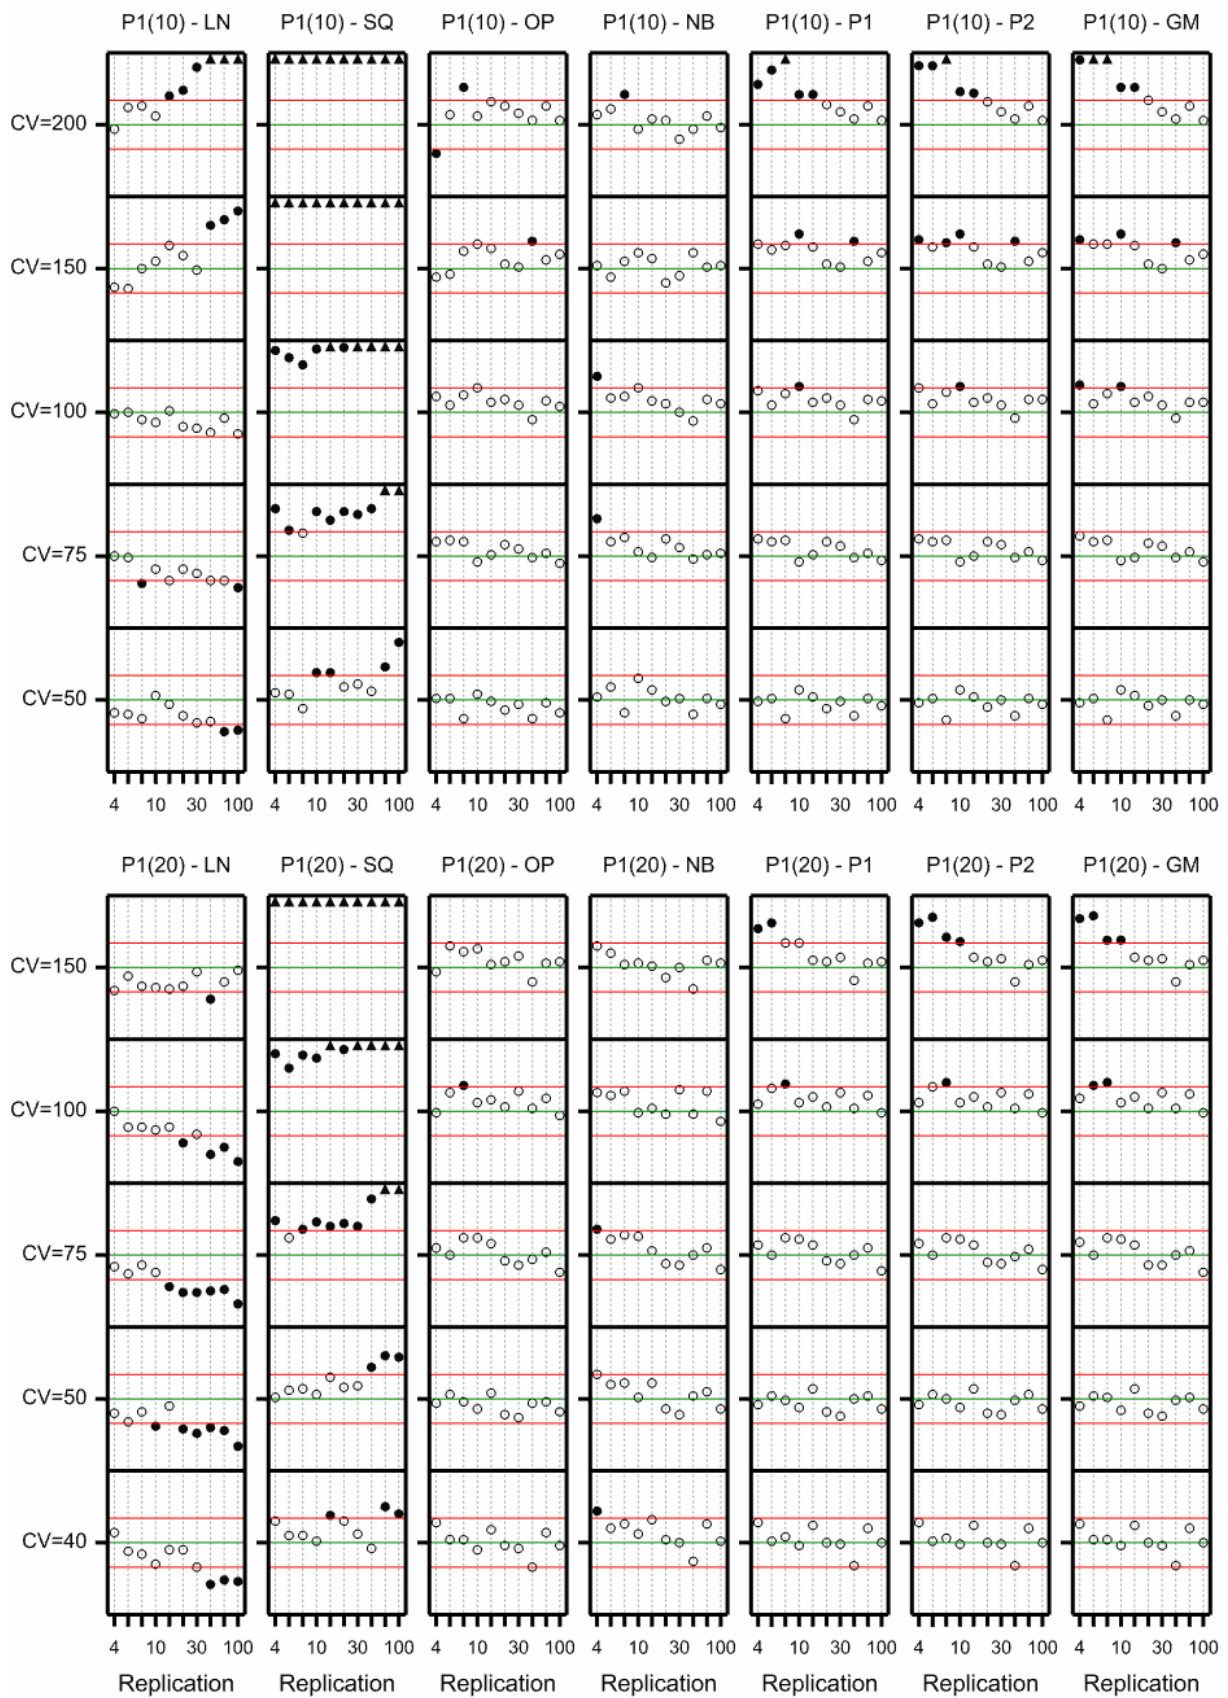 P1(10) - LN P1(10) - SQ P1(10) - OP P1(10) - NB P1(10) - P1 P1(10) - P2 P1(10) - GM
CV=200
CV=150
CV=100
CV=75
CV=50
4 10 30 100 4 10 30 100 4 10 30 100 4 10 30 100 4 10 30 100 4 10 30 100 4 10 30 100
P1(20) - LN P1(20) - SQ P1(20) - OP P1(20) - NB P1(20) - P1 P1(20) - P2 P1(20) - GM
CV=150
CV=100
CV=75
CV=50
CV=40
4 10 30 100 4 10 30 100 4 10 30 100 4 10 30 100 4 10 30 100 4 10 30 100 4 10 30 100
Replication Replication Replication Replication Replication Replication Replication